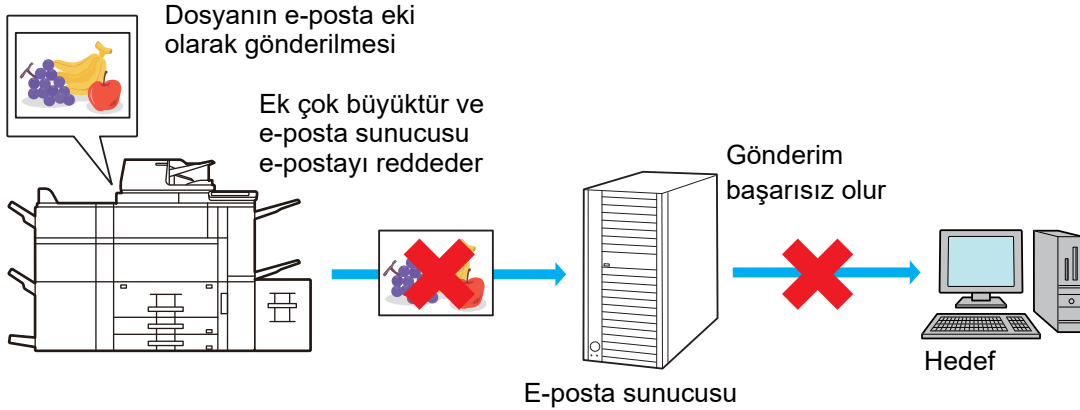 Dosyanın e-posta eki
olarak gönderilmesi
Ek çok büyüktür ve
e-posta sunucusu
e-postayı reddeder
Gönderim
başarısız olur
Hedef
E-posta sunucusu